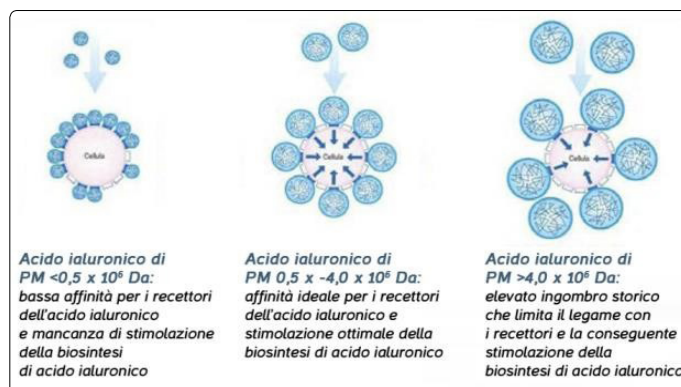 Cellula
Cellula
Cellula
Acido ialuronico di
PM <0,5 x 10⁶ Da:
bassa affinità per i recettori
dell'acido ialuronico
e mancanza di stimolazione
della biosintesi
di acido ialuronico
Acido ialuronico di
PM 0,5 x -4,0 x 10⁶ Da:
affinità ideale per i recettori
dell'acido ialuronico e
stimolazione ottimale della
biosintesi di acido ialuronico
Acido ialuronico di
PM >4,0 x 10⁶ Da:
elevato ingombro storico
che limita il legame con
i recettori e la conseguente
stimolazione della
biosintesi di acido ialuronico